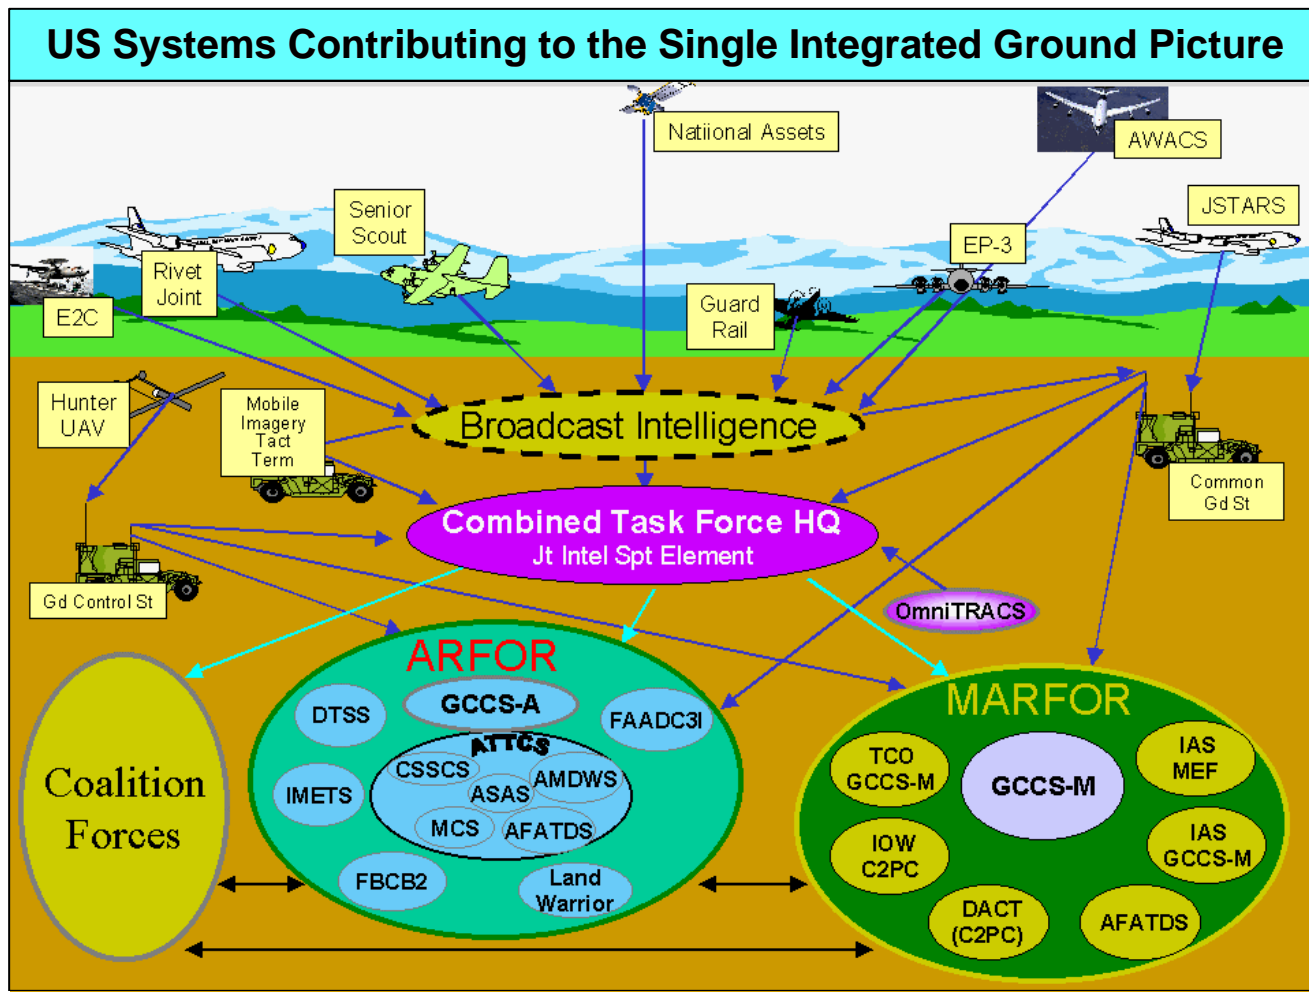 US Systems Contributing to the Single Integrated Ground Picture
Natiional Assets
AWACS
Senior
Scout
JSTARS
EP-3
Rivet
Joint
E2C
Guard
Rail
Hunter
UAV
Mobile
Imagery
Tact
Term
Broadcast Intelligence
Common
Gd St
Combined Task Force HQ
Jt Intel Spt Element
Gd Control St
OmniTRACS
ARFOR
GCCS-A
DTSS
FAADC3I
ATTCS
CSSCS
AMDWS
ASAS
IMETS
MCS
AFATDS
FBCB2
Land
Warrior
Coalition
Forces
MARFOR
TCO
GCCS-M
GCCS-M
IAS
MEF
IOW
C2PC
IAS
GCCS-M
DACT
(C2PC)
AFATDS